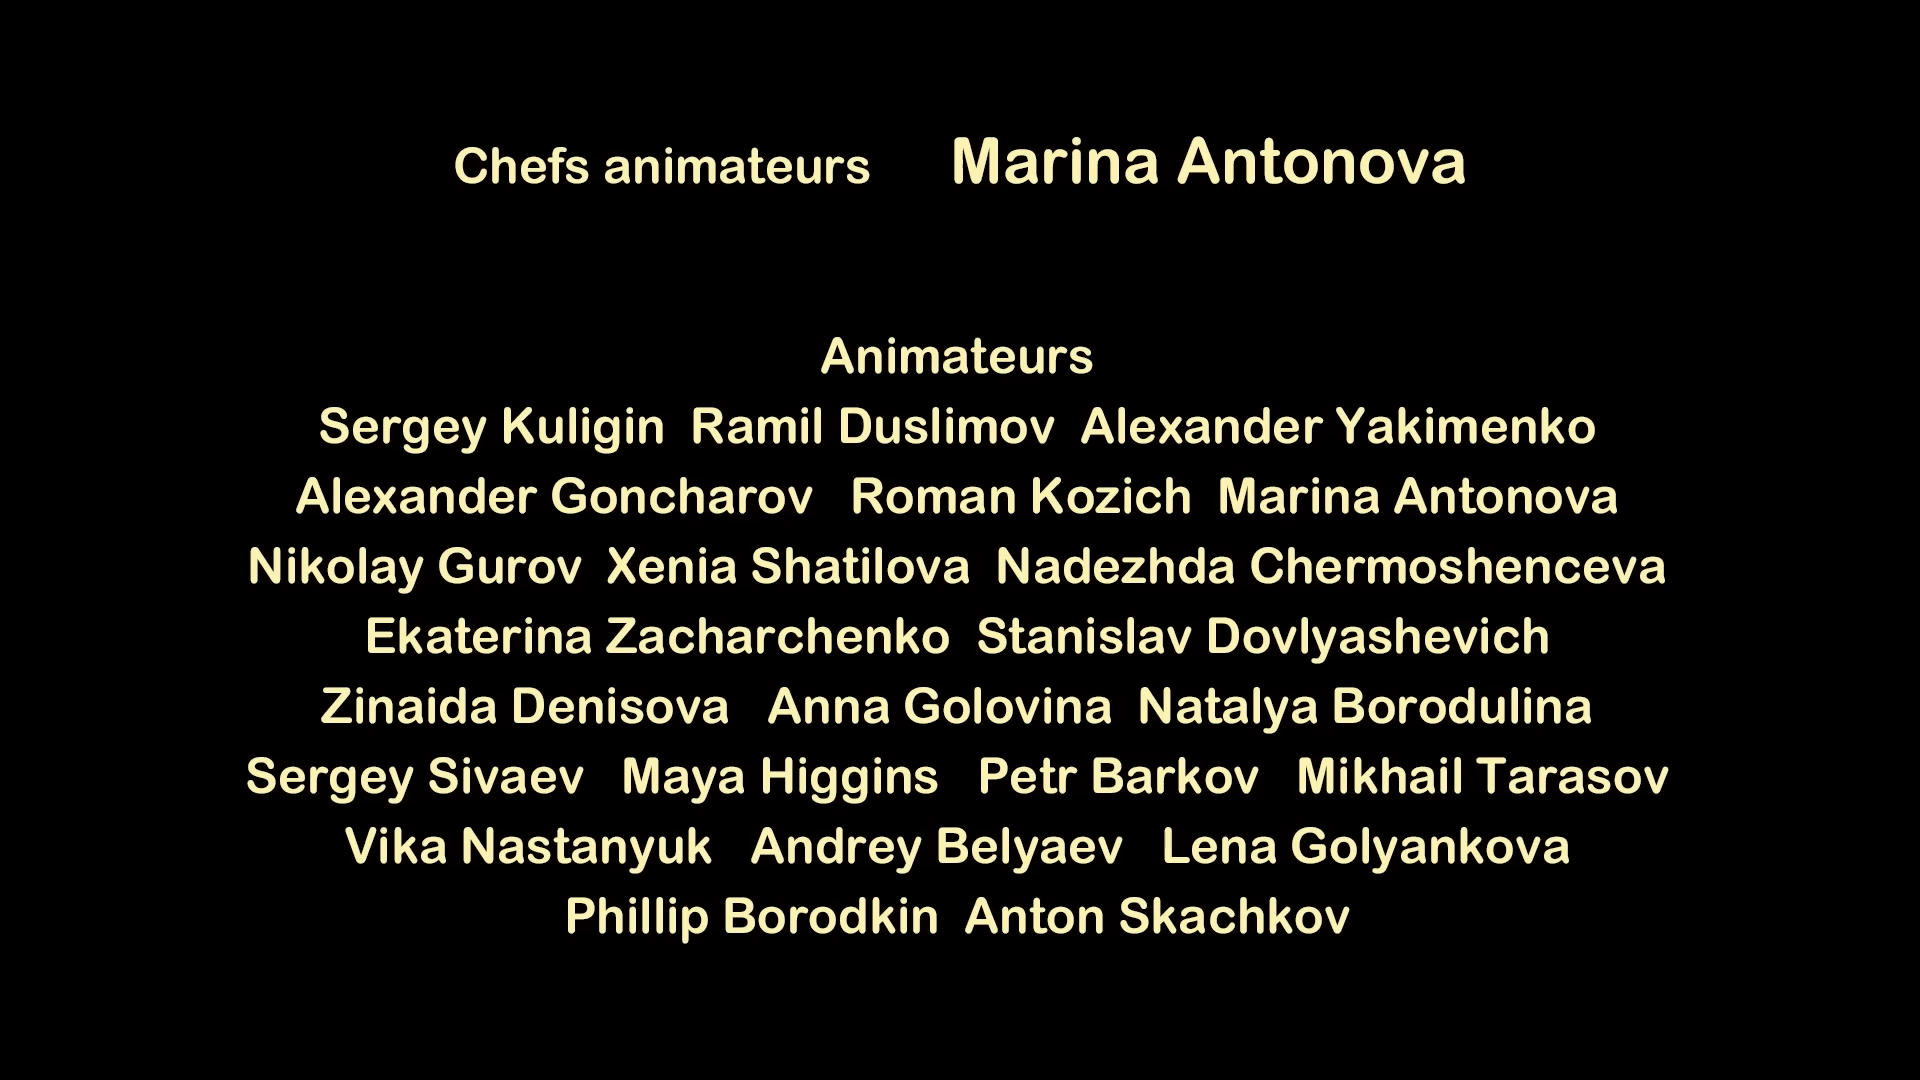 Chefs animateurs Marina Antonova
Animateurs
Sergey Kuligin Ramil Duslimov Alexander Yakimenko
Alexander Goncharov Roman Kozich Marina Antonova
Nikolay Gurov Xenia Shatilova Nadezhda Chermoshenceva
Ekaterina Zacharchenko Stanislav Dovlyashevich
Zinaida Denisova Anna Golovina Natalya Borodulina
Sergey Sivaev Maya Higgins Petr Barkov Mikhail Tarasov
Vika Nastanyuk Andrey Belyaev Lena Golyankova
Phillip Borodkin Anton Skachkov